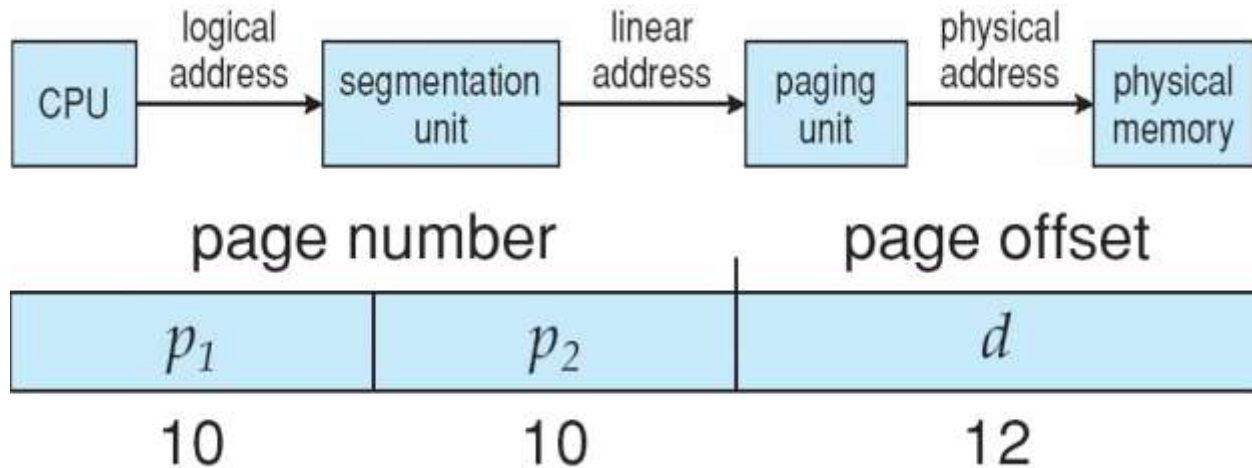 logical address
linear address
physical address
CPU
segmentation unit
paging unit
physical memory
page number
page offset
p1
p2
d
10
10
12